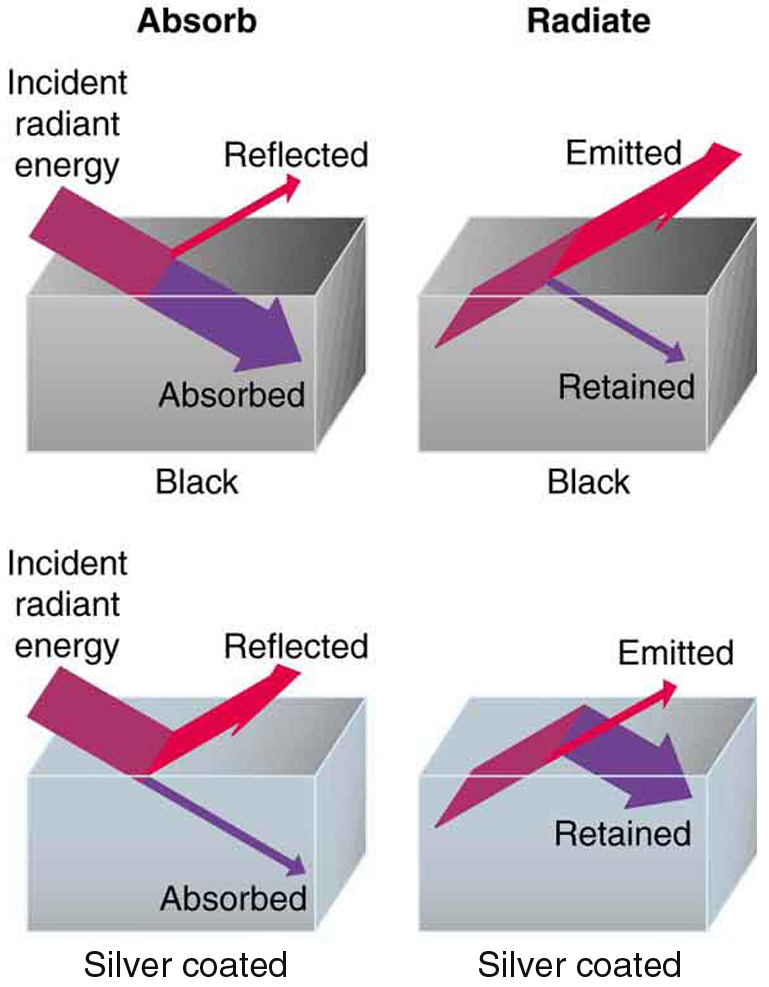 Absorb
Radiate
Incident
radiant
energy
Reflected
Emitted
Absorbed
Retained
Black
Black
Incident
radiant
energy
Reflected
Emitted
Absorbed
Retained
Silver coated
Silver coated